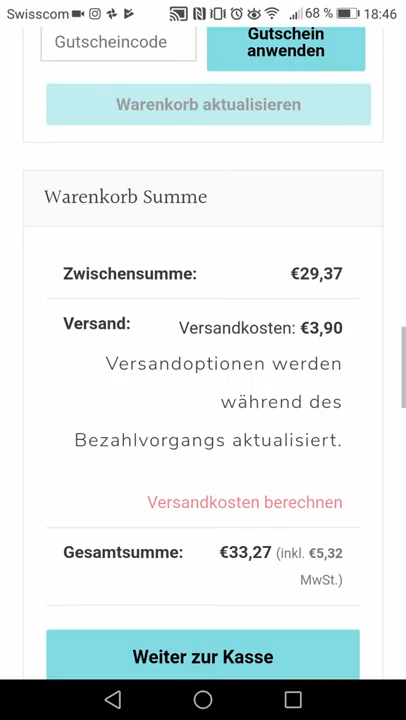 Swisscom 68 % 18:46
Gutscheincode
Gutschein
anwenden
Warenkorb aktualisieren
Warenkorb Summe
Zwischensumme: €29,37
Versand: Versandkosten: €3,90
Versandoptionen werden
während des
Bezahlvorgangs aktualisiert.
Versandkosten berechnen
Gesamtsumme: €33,27 (inkl. €5,32
MwSt.)
Weiter zur Kasse